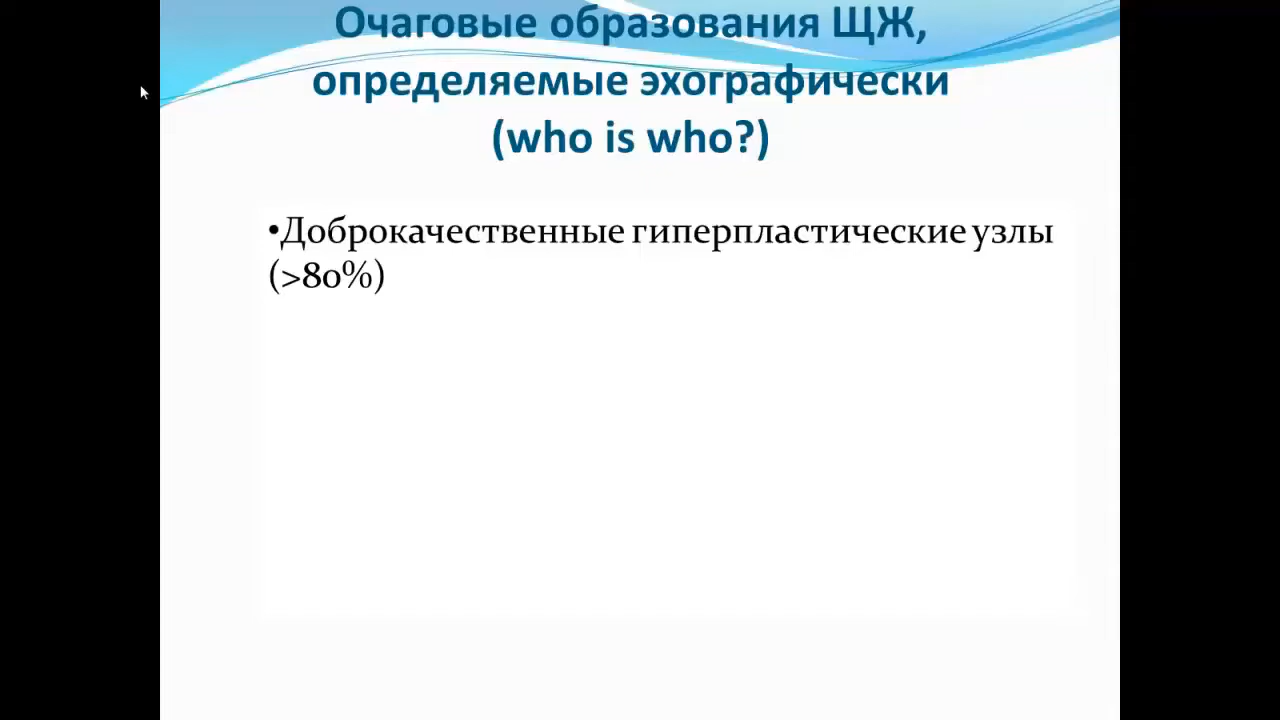 Очаговые образования ЩЖ,
определяемые эхографически
(who is who?)
•Доброкачественные гиперпластические узлы
(>80%)